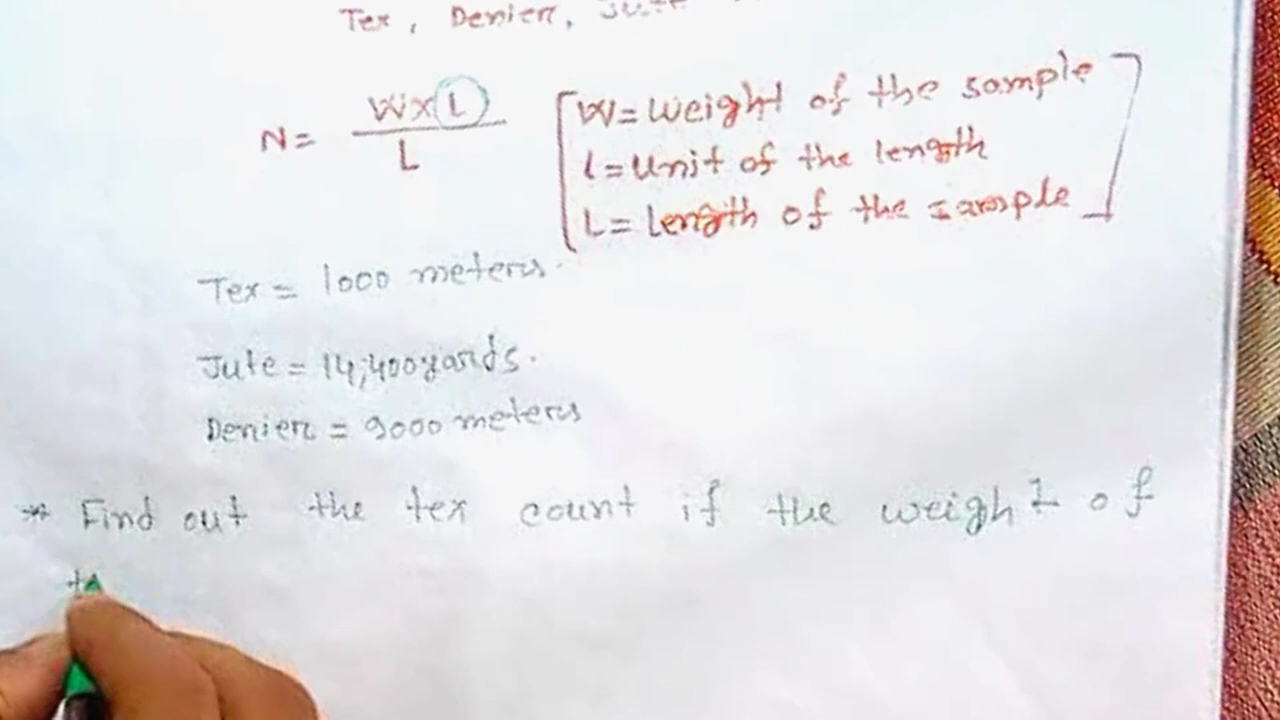 Tex, Denier, Jute
N = W×l / L
[W = Weight of the sample
l = Unit of the length
L = Length of the sample]
Tex = 1000 meters.
Jute = 14,400 yards.
Denier = 9000 meters
* Find out the tex count if the weight of